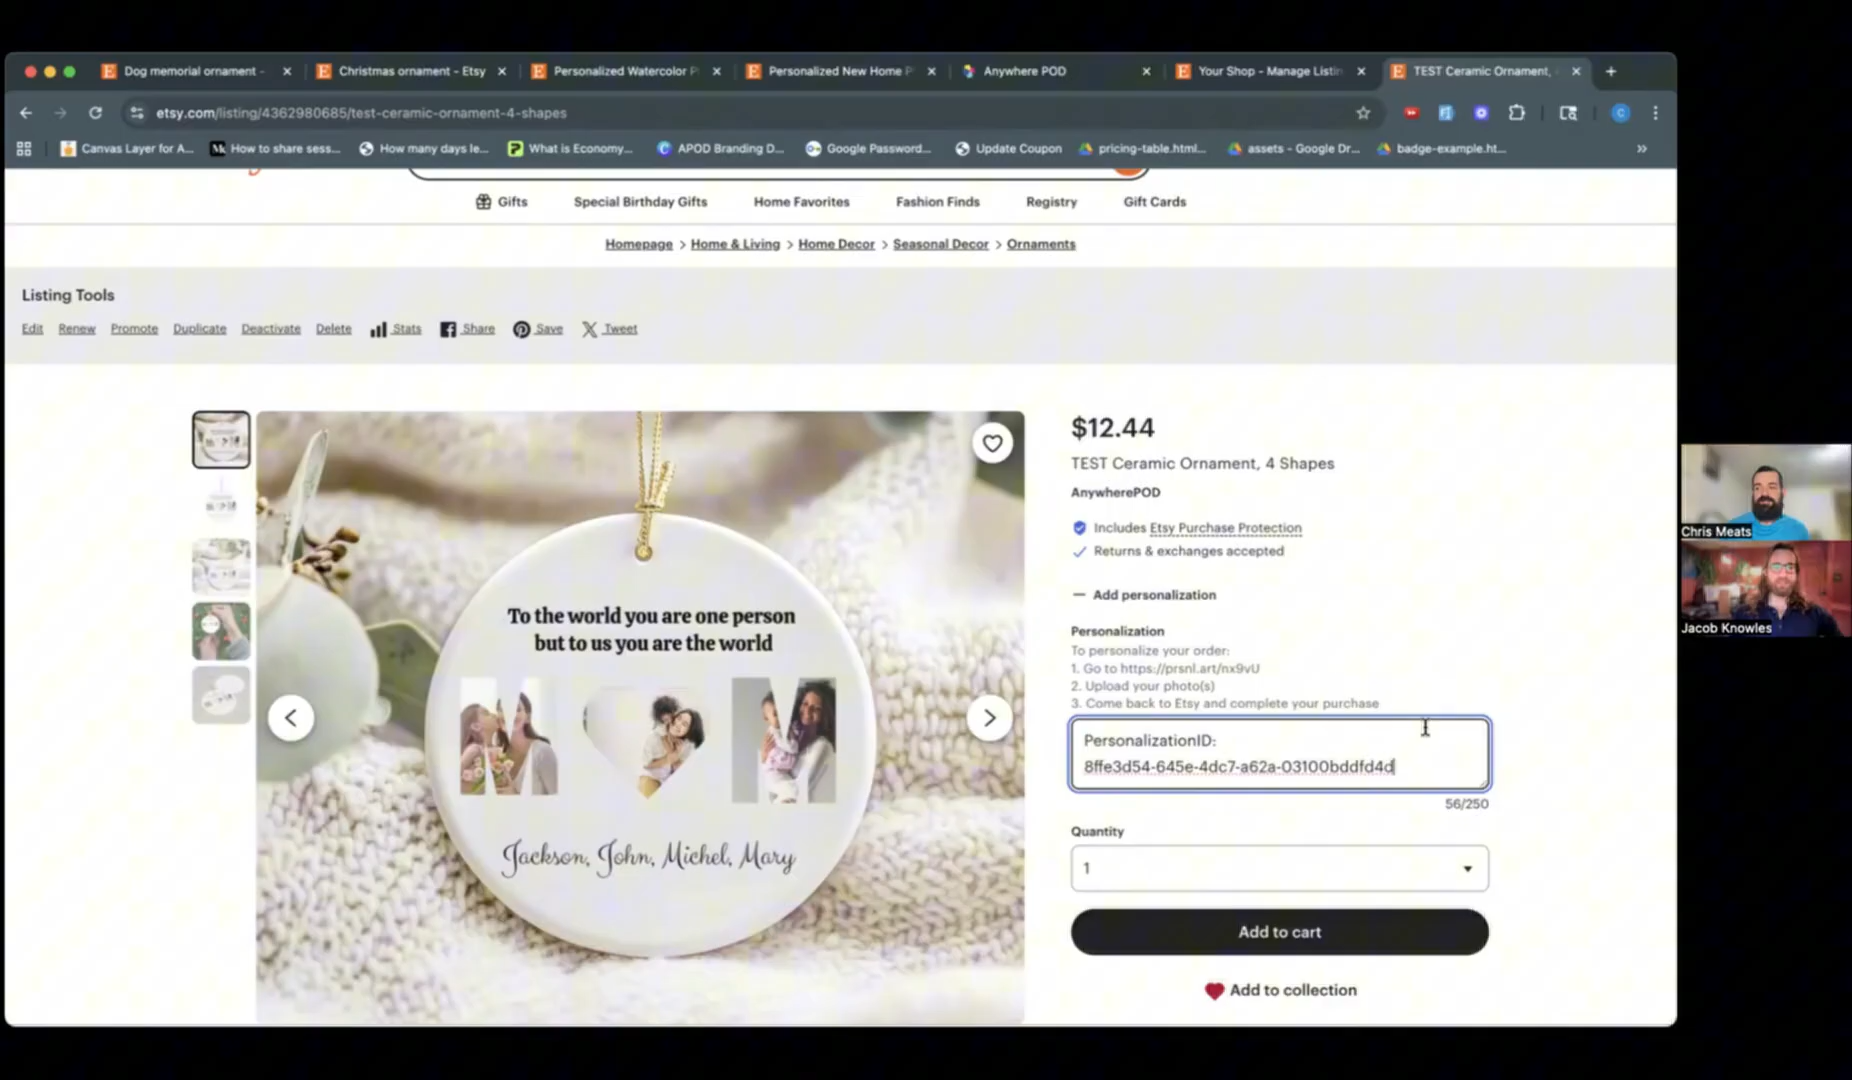 Dog memorial ornament -
Christmas ornament - Etsy
Personalized Watercolor P
Personalized New Home P
Anywhere POD
Your Shop - Manage Listin
TEST Ceramic Ornament,
etsy.com/listing/4362980685/test-ceramic-ornament-4-shapes
Canvas Layer for A...
How to share sess...
How many days le...
What is Economy...
APOD Branding D...
Google Password...
Update Coupon
pricing-table.html...
assets - Google Dr...
badge-example.ht...
Gifts
Special Birthday Gifts
Home Favorites
Fashion Finds
Registry
Gift Cards
Homepage > Home & Living > Home Decor > Seasonal Decor > Ornaments
Listing Tools
Edit Renew Promote Duplicate Deactivate Delete Stats Share Save Tweet
To the world you are one person
but to us you are the world
Jackson, John, Michel, Mary
$12.44
TEST Ceramic Ornament, 4 Shapes
AnywherePOD
Includes Etsy Purchase Protection
Returns & exchanges accepted
Add personalization
Personalization
To personalize your order:
1. Go to https://prsnl.art/nx9vU
2. Upload your photo(s)
3. Come back to Etsy and complete your purchase
PersonalizationID:
8ffe3d54-645e-4dc7-a62a-03100bddfd4d
56/250
Quantity
1
Add to cart
Add to collection
Chris Meats
Jacob Knowles